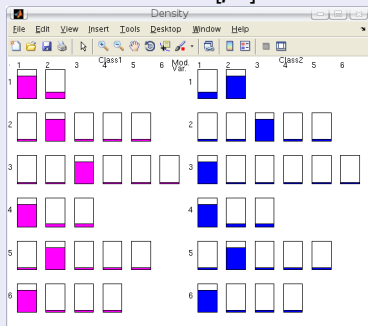 Density
File Edit View Insert Tools Desktop Window Help
Class1 Mod. Class2
1 2 3 4 5 6 Var. 1 2 3 4 5 6
1 1
2 2
3 3
4 4
5 5
6 6